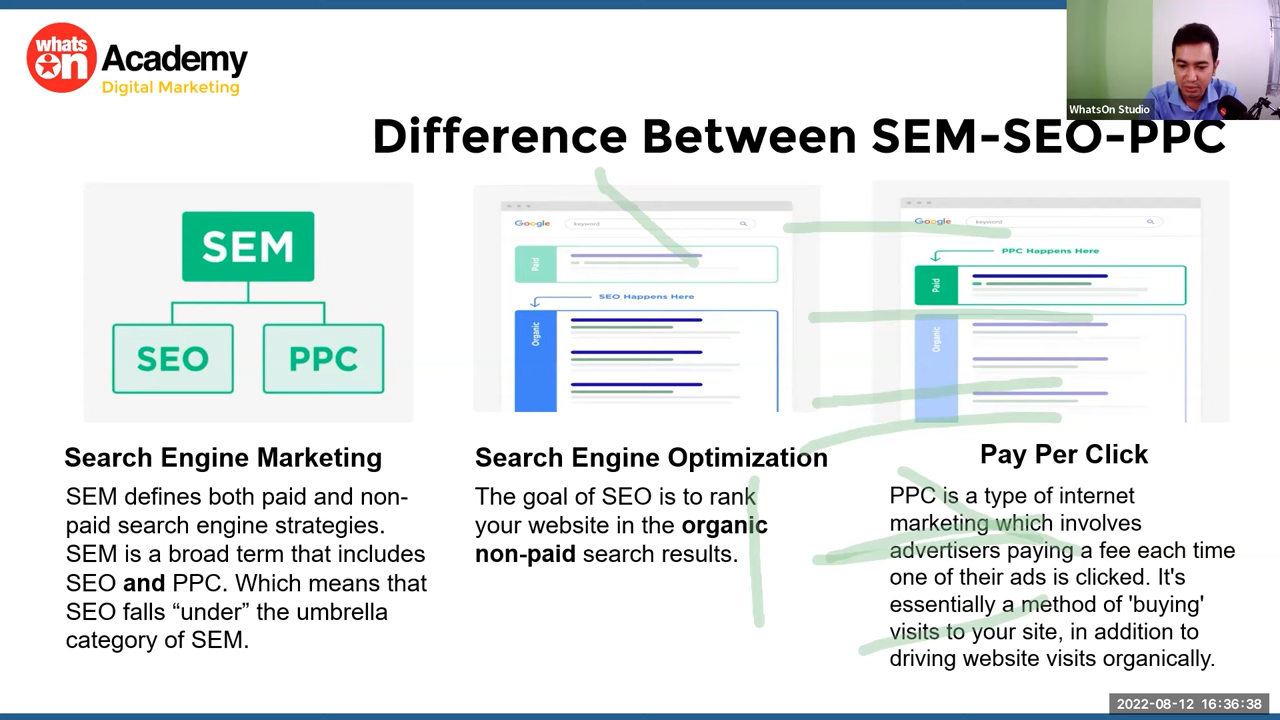 whats
on Academy
Digital Marketing
WhatsOn Studio
Difference Between SEM-SEO-PPC
SEM
SEO
PPC
Google
keyword
Paid
SEO Happens Here
Organic
Google
keyword
PPC Happens Here
Paid
Organic
Search Engine Marketing
SEM defines both paid and non-
paid search engine strategies.
SEM is a broad term that includes
SEO and PPC. Which means that
SEO falls “under” the umbrella
category of SEM.
Search Engine Optimization
The goal of SEO is to rank
your website in the organic
non-paid search results.
Pay Per Click
PPC is a type of internet
marketing which involves
advertisers paying a fee each time
one of their ads is clicked. It's
essentially a method of 'buying'
visits to your site, in addition to
driving website visits organically.
2022-08-12 16:36:38